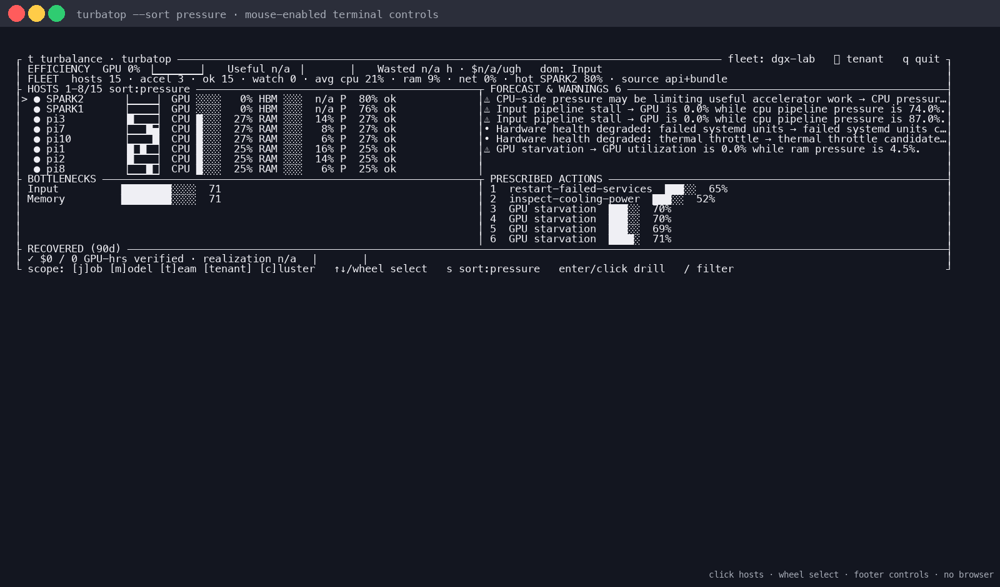 turbatop --sort pressure · mouse-enabled terminal controls
t turbalance · turbatop fleet: dgx-lab tenant q quit
EFFICIENCY GPU 0% Useful n/a Wasted n/a h · $n/a/ugh dom: Input
FLEET hosts 15 · accel 3 · ok 15 · watch 0 · avg cpu 21% · ram 9% · net 0% · hot SPARK2 80% · source api+bundle
HOSTS 1-8/15 sort:pressure
> ● SPARK2 GPU 0% HBM n/a P 80% ok
● SPARK1 GPU 0% HBM n/a P 76% ok
● pi3 CPU 27% RAM 14% P 27% ok
● pi7 CPU 27% RAM 8% P 27% ok
● pi10 CPU 27% RAM 6% P 27% ok
● pi1 CPU 25% RAM 16% P 25% ok
● pi2 CPU 25% RAM 14% P 25% ok
● pi8 CPU 25% RAM 6% P 25% ok
FORECAST & WARNINGS 6
⚠ CPU-side pressure may be limiting useful accelerator work → CPU pressur…
⚠ Input pipeline stall → GPU is 0.0% while cpu pipeline pressure is 74.0%.
⚠ Input pipeline stall → GPU is 0.0% while cpu pipeline pressure is 87.0%.
• Hardware health degraded: failed systemd units → failed systemd units c…
• Hardware health degraded: thermal throttle → thermal throttle candidate…
⚠ GPU starvation → GPU utilization is 0.0% while ram pressure is 4.5%.
BOTTLENECKS
Input 71
Memory 71
PRESCRIBED ACTIONS
1 restart-failed-services 65%
2 inspect-cooling-power 52%
3 GPU starvation 70%
4 GPU starvation 70%
5 GPU starvation 69%
6 GPU starvation 71%
RECOVERED (90d)
✓ $0 / 0 GPU-hrs verified · realization n/a
scope: [j]ob [m]odel [t]eam [tenant] [c]luster ↑↓/wheel select s sort:pressure enter/click drill / filter
click hosts · wheel select · footer controls · no browser